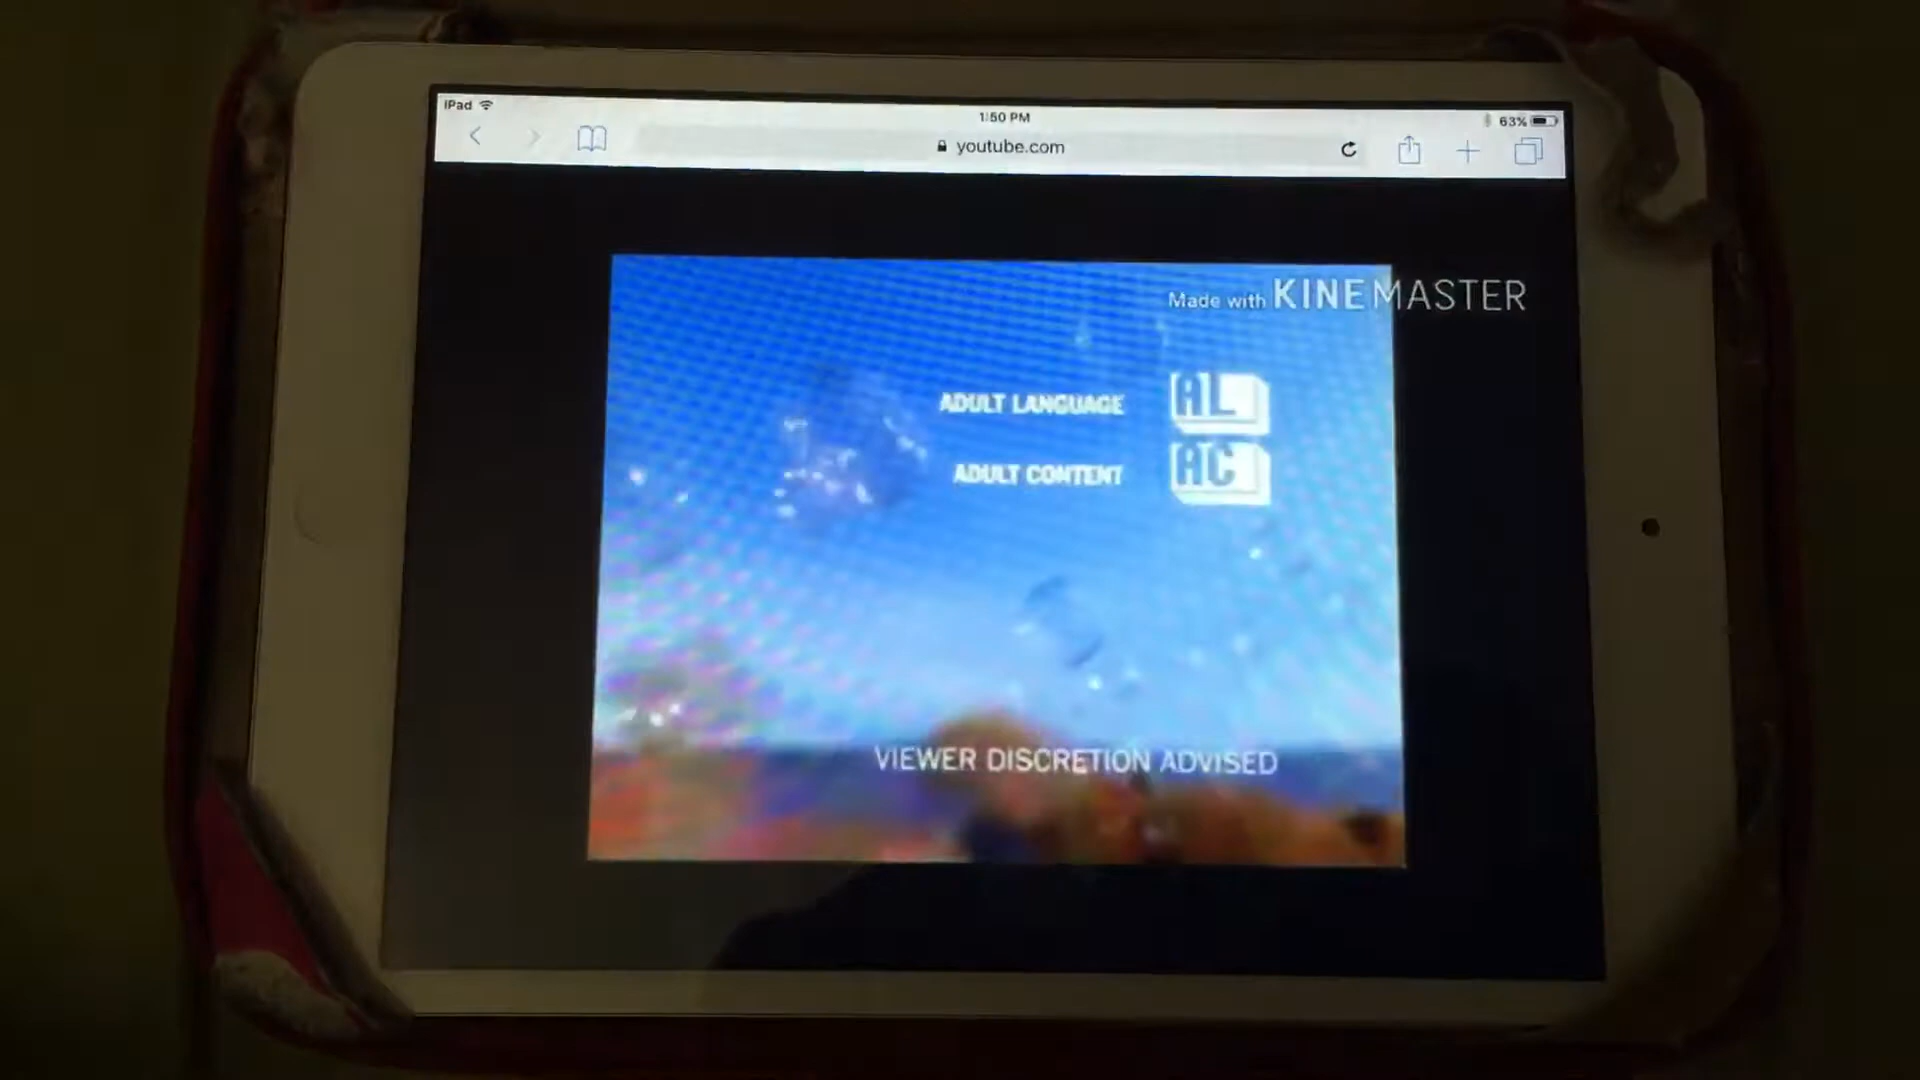 iPad
1:50 PM
63%
youtube.com
Made with KINEMASTER
ADULT LANGUAGE AL
ADULT CONTENT AC
VIEWER DISCRETION ADVISED